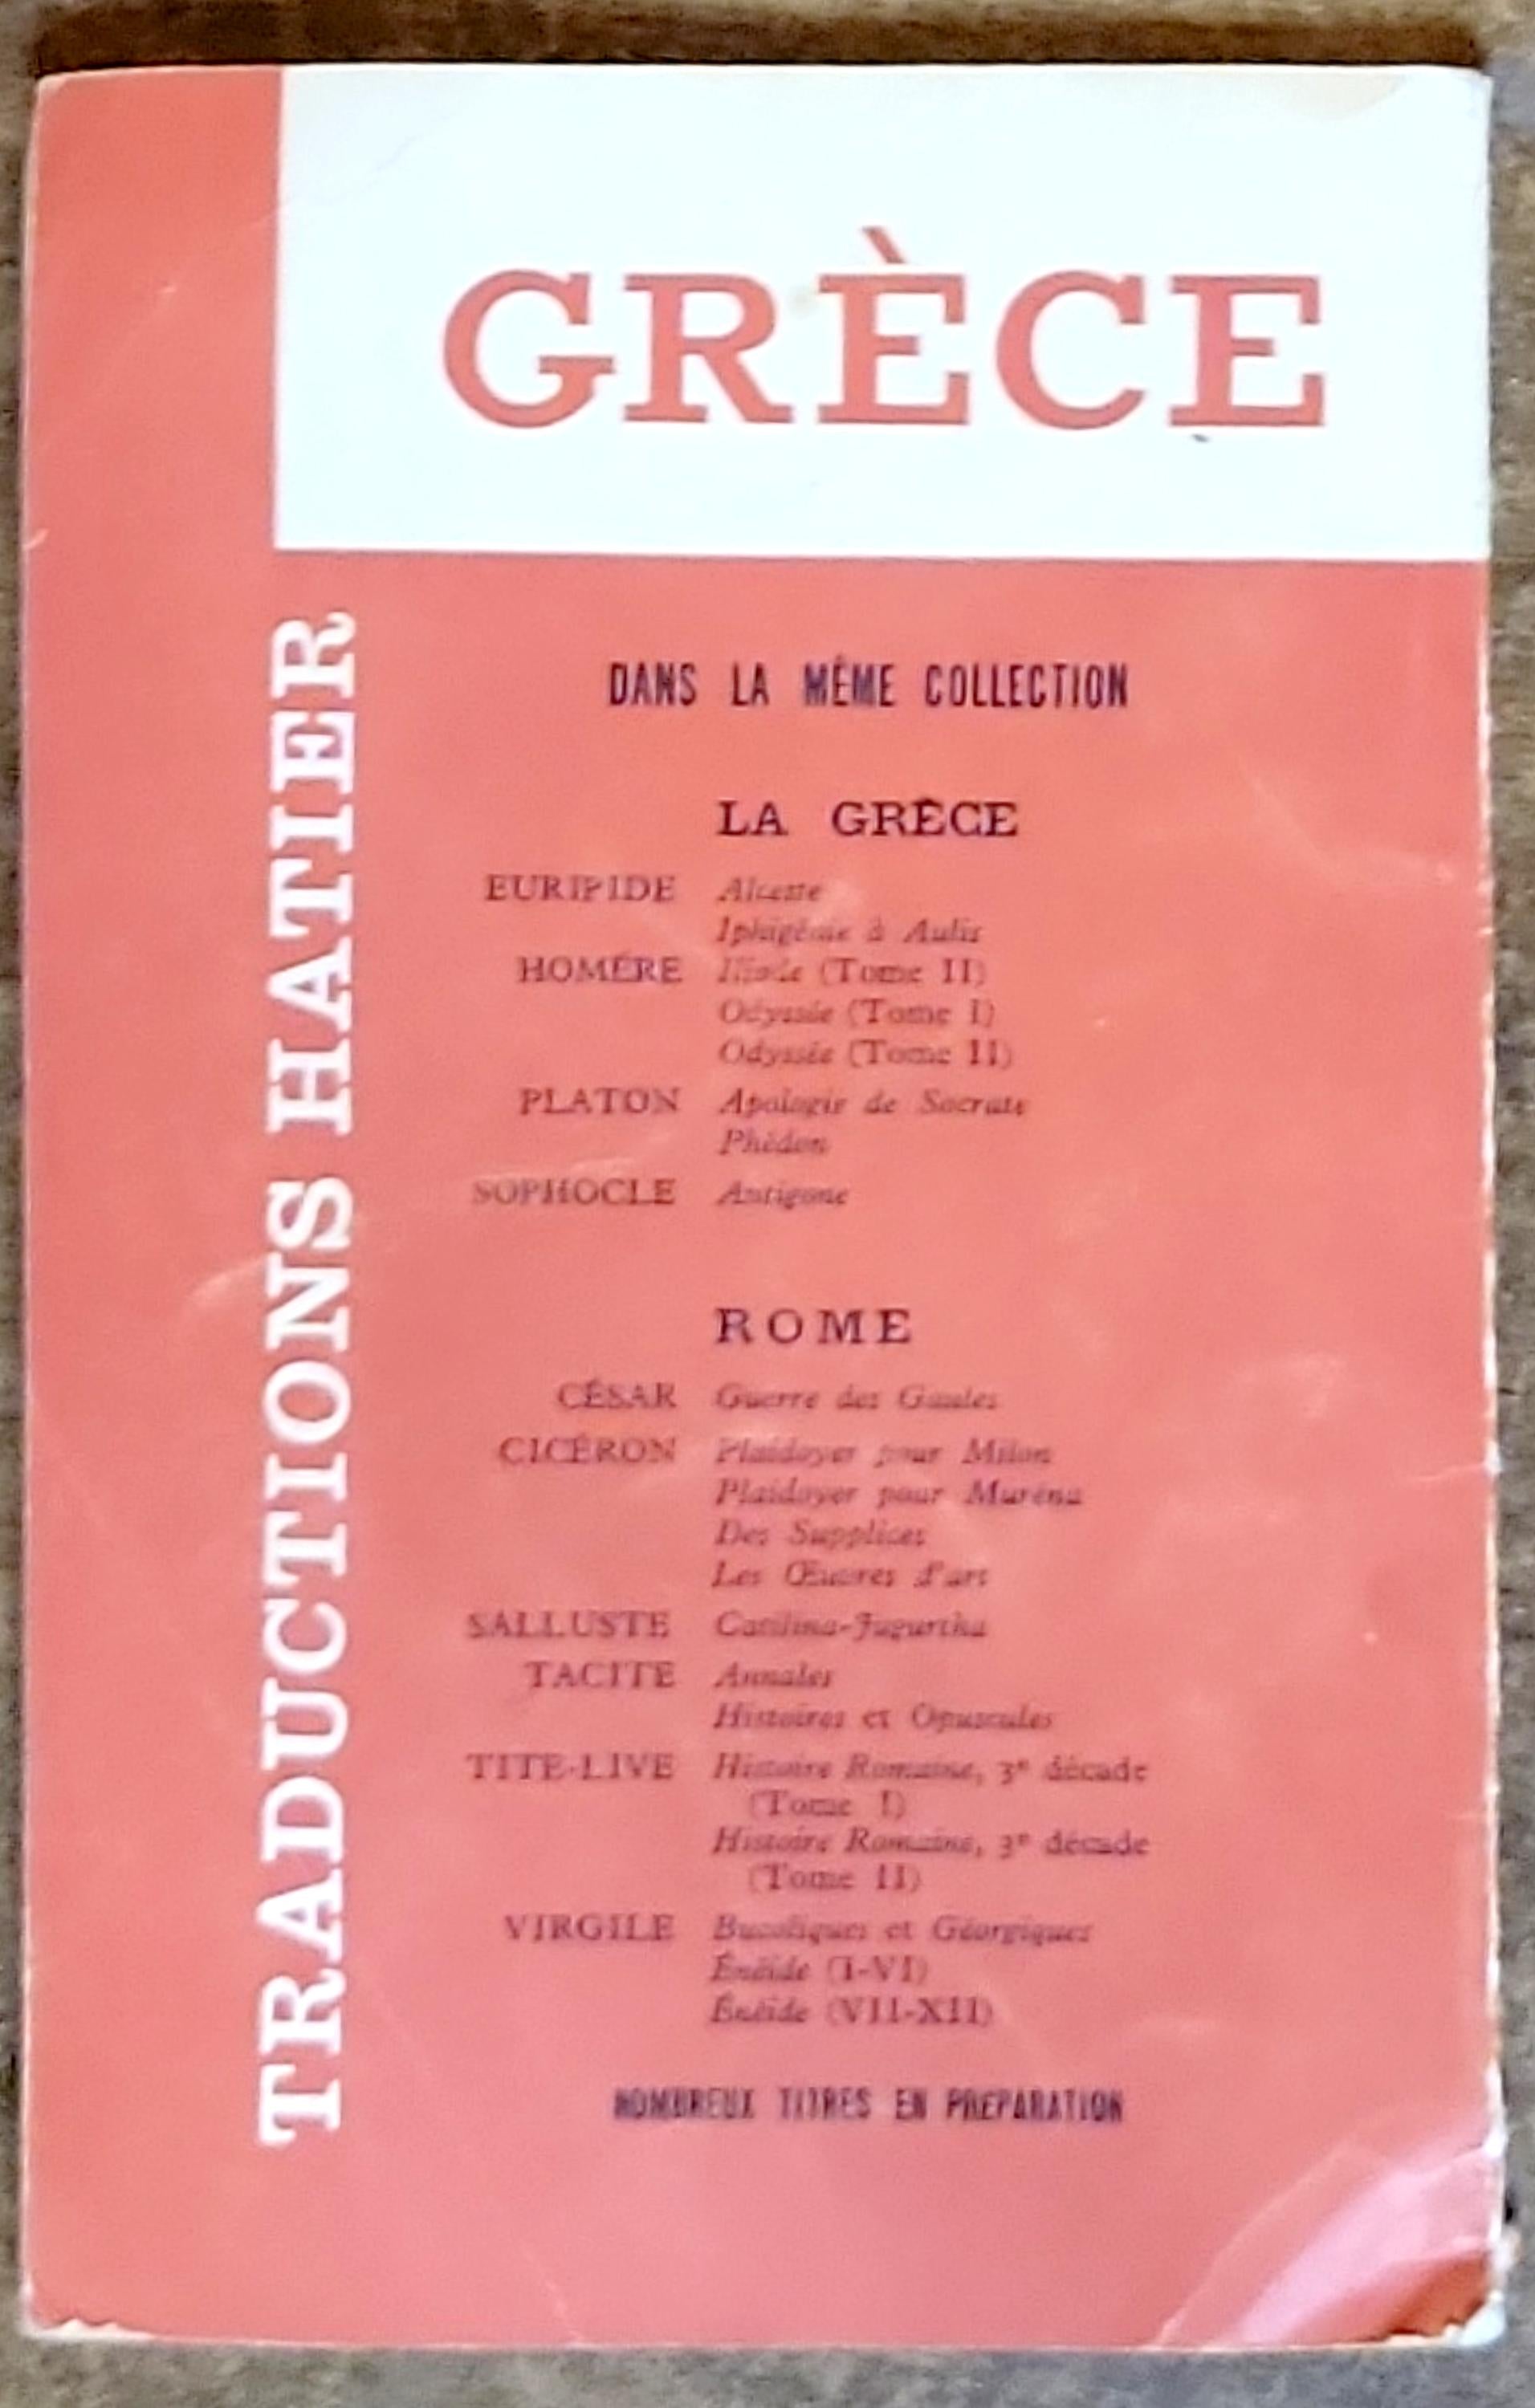 GRÈCE
TRADUCTIONS HATIER
DANS LA MÊME COLLECTION
LA GRÈCE
EURIPIDE Alceste
Iphigénie à Aulis
HOMÈRE Iliade (Tome II)
Odyssée (Tome I)
Odyssée (Tome II)
PLATON Apologie de Socrate
Phédon
SOPHOCLE Antigone
ROME
CÉSAR Guerre des Gaules
CICÉRON Plaidoyer pour Milon
Plaidoyer pour Muréna
Des Supplices
Les Œuvres d'art
SALLUSTE Catilina-Jugurtha
TACITE Annales
Histoires et Opuscules
TITE-LIVE Histoire Romaine, 3e décade
(Tome I)
Histoire Romaine, 3e décade
(Tome II)
VIRGILE Bucoliques et Géorgiques
Énéide (I-VI)
Énéide (VII-XII)
NOMBREUX TITRES EN PREPARATION